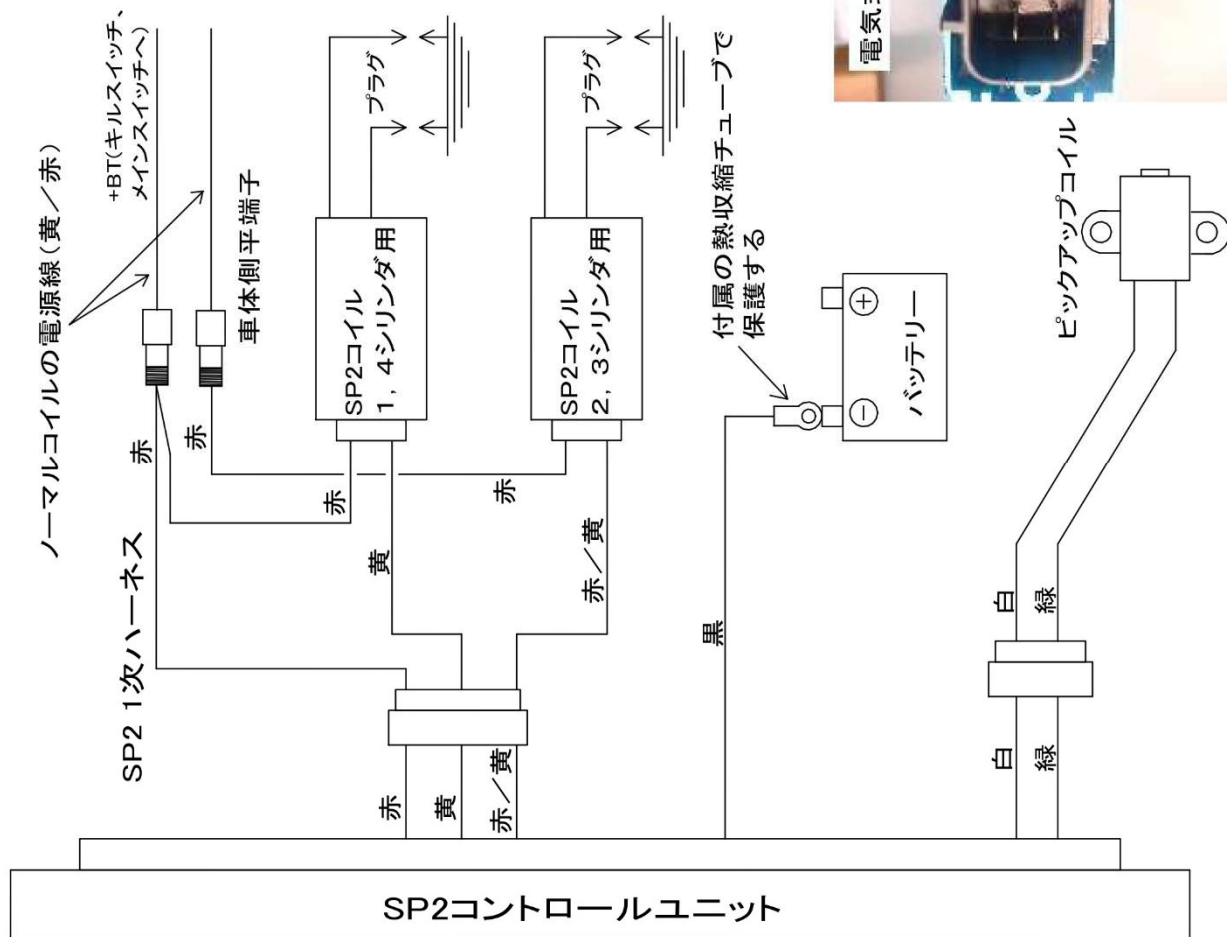 ノーマルコイルの電源線(黄／赤)
+BT(キルスイッチ、
メインスイッチへ)
車体側平端子
SP2 1次ハーネス
赤
赤
赤
赤
黄
赤／黄
SP2コイル
1，4シリンダ用
プラグ
SP2コイル
2，3シリンダ用
プラグ
赤
黄
赤／黄
黒
付属の熱収縮チューブで
保護する
バッテリー
－
＋
ピックアップコイル
白
緑
白
緑
SP2コントロールユニット
電気